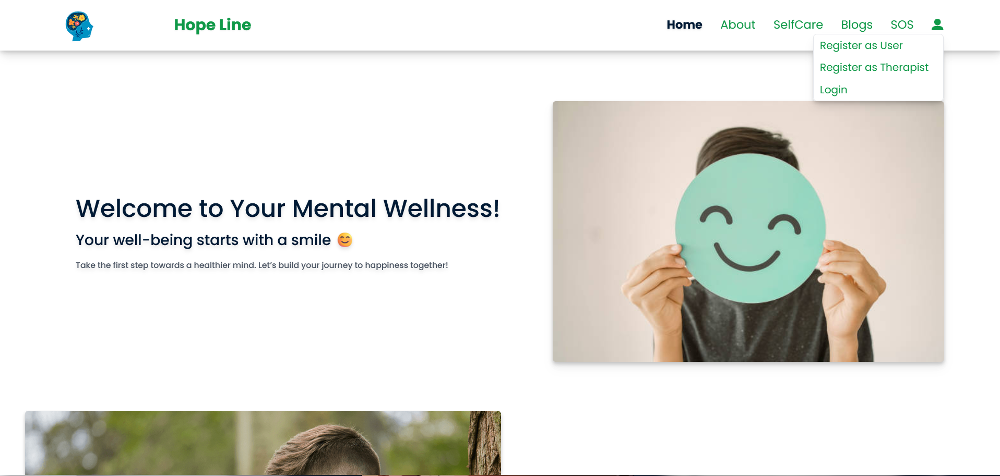 Hope Line
Home About SelfCare Blogs SOS
Register as User
Register as Therapist
Login
Welcome to Your Mental Wellness!
Your well-being starts with a smile 😊
Take the first step towards a healthier mind. Let’s build your journey to happiness together!